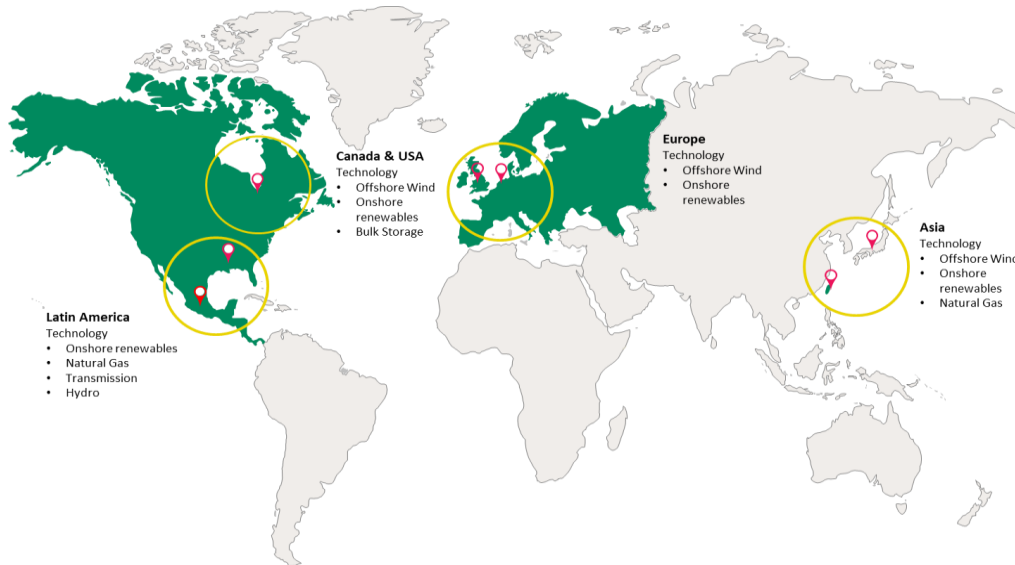 Canada & USA
Technology
• Offshore Wind
• Onshore
renewables
• Bulk Storage
Europe
Technology
• Offshore Wind
• Onshore
renewables
Asia
Technology
• Offshore Wind
• Onshore
renewables
• Natural Gas
Latin America
Technology
• Onshore renewables
• Natural Gas
• Transmission
• Hydro